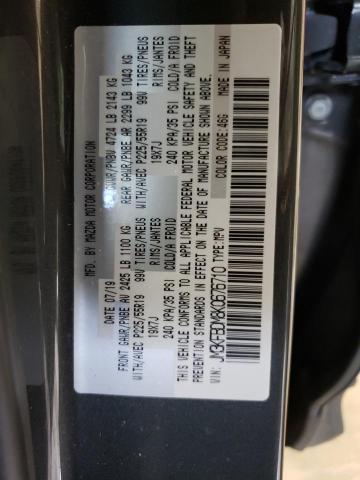 MFD BY MAZDA MOTOR CORPORATION
07/19 GVWR/PNBV 4724 LB 2143 KG
FRONT GAWR/PNBE AV 2425 LB 1100 KG REAR GAWR/PNBE AR 2299 LB 1043 KG
WITH/AVEC P225/55R19 99V TIRES/PNEUS WITH/AVEC P225/55R19 99V TIRES/PNEUS
19X7J RIMS/JANTES 19X7J RIMS/JANTES
240 KPA/35 PSI COLD/A FROID 240 KPA/35 PSI COLD/A FROID
THIS VEHICLE CONFORMS TO ALL APPLICABLE FEDERAL MOTOR VEHICLE SAFETY AND THEFT
PREVENTION STANDARDS IN EFFECT ON THE DATE OF MANUFACTURE SHOWN ABOVE.
MADE IN JAPAN
JM3KFBDM8K0676710
VIN: TYPE:MPV COLOR CODE:46G